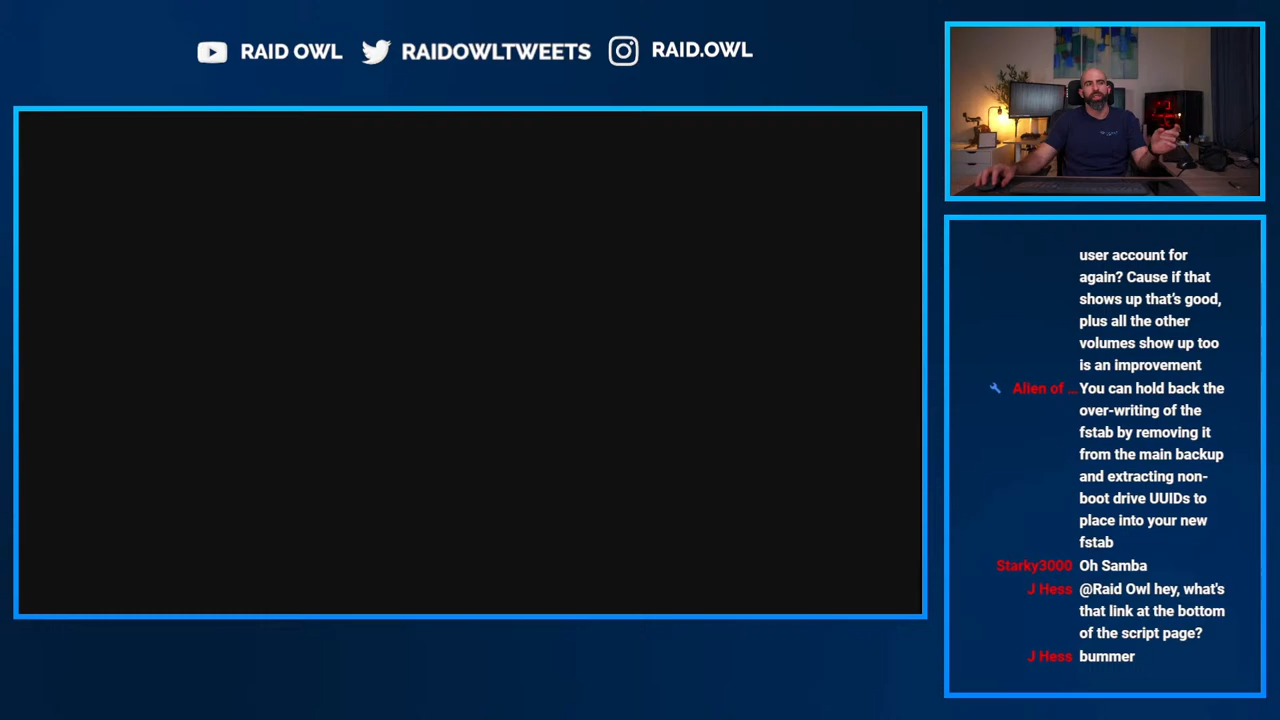 RAID OWL RAIDOWLTWEETS RAID.OWL
user account for
again? Cause if that
shows up that's good,
plus all the other
volumes show up too
is an improvement
Alien of ... You can hold back the
over-writing of the
fstab by removing it
from the main backup
and extracting non-
boot drive UUIDs to
place into your new
fstab
Starky3000 Oh Samba
J Hess @Raid Owl hey, what's
that link at the bottom
of the script page?
J Hess bummer